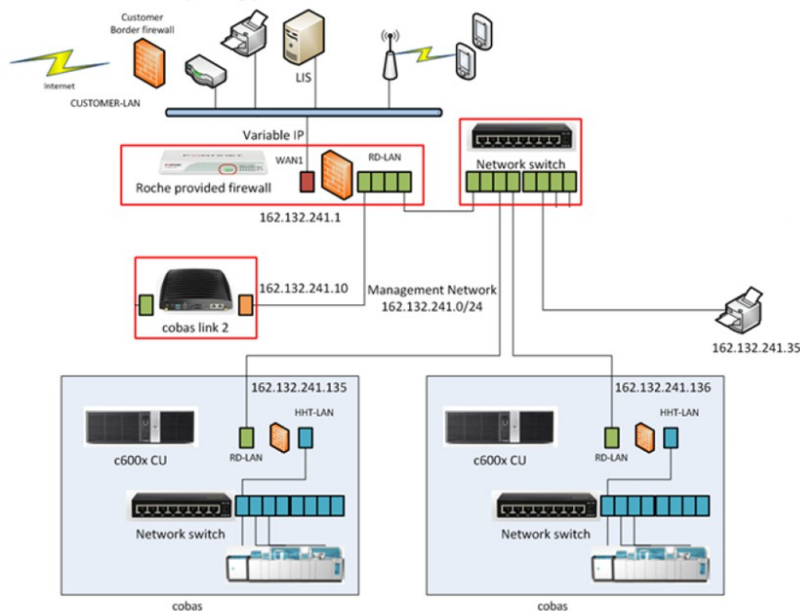 Customer
Border firewall
Internet
LIS
CUSTOMER-LAN
Variable IP
FORTINET
WAN1
RD-LAN
Roche provided firewall
162.132.241.1
Network switch
162.132.241.10
Management Network
162.132.241.0/24
cobas link 2
162.132.241.35
162.132.241.135
HHT-LAN
c600x CU
RD-LAN
Network switch
cobas
162.132.241.136
HHT-LAN
c600x CU
RD-LAN
Network switch
cobas